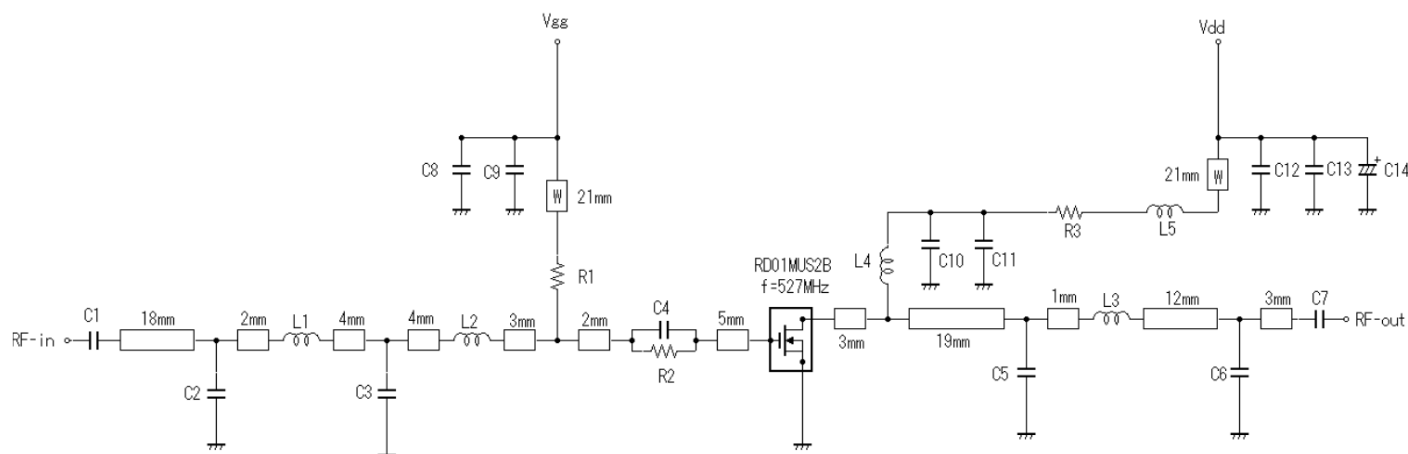 Vgg
Vdd
C8
C9
W
21mm
21mm
W
C12
C13
+
C14
R1
L4
C10
C11
R3
L5
RD01MUS2B
f=527MHz
RF-in
C1
18mm
2mm
L1
4mm
4mm
L2
3mm
2mm
C4
R2
5mm
3mm
19mm
1mm
L3
12mm
3mm
C7
RF-out
C2
C3
C5
C6